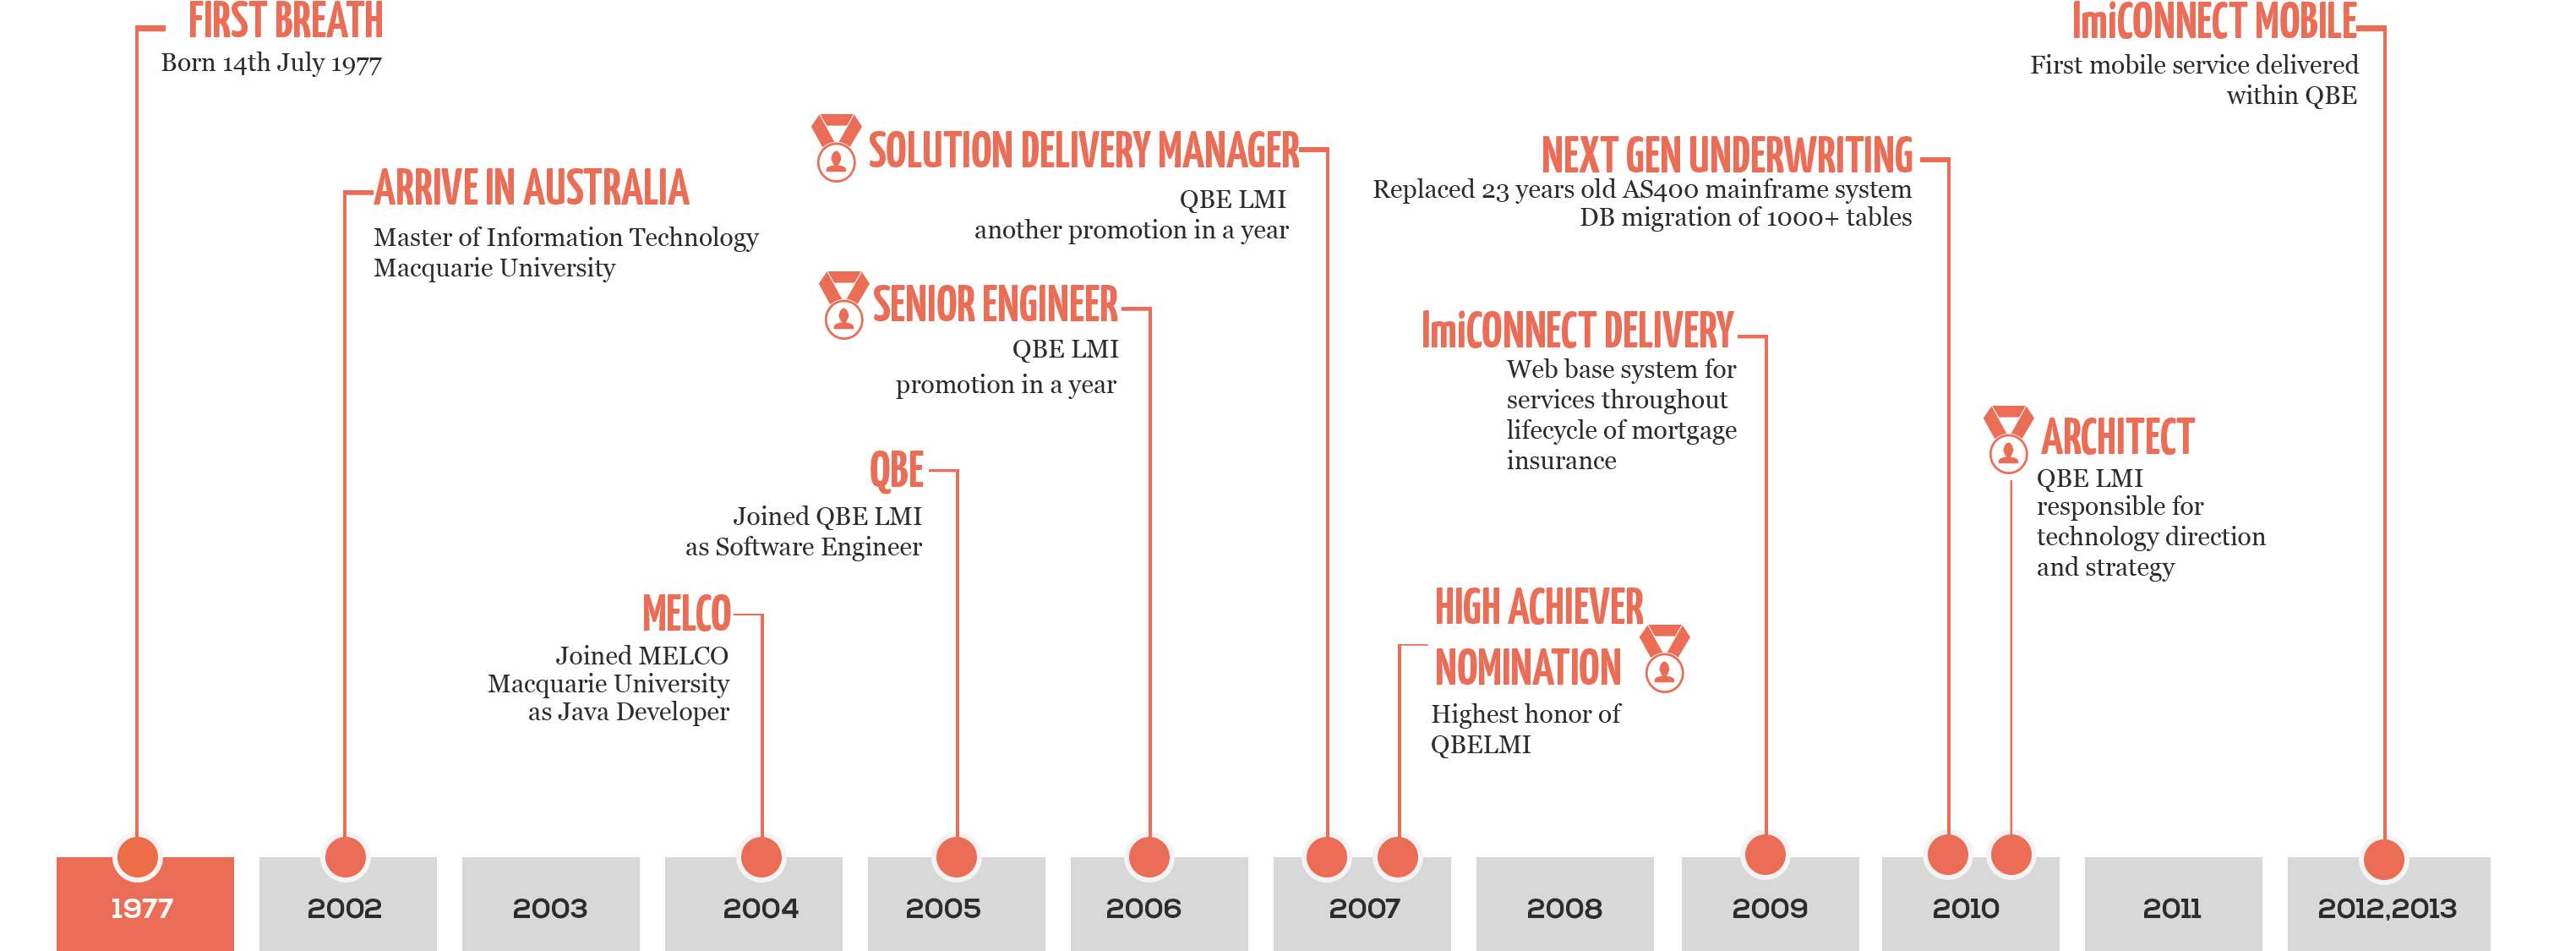 FIRST BREATH
Born 14th July 1977
ARRIVE IN AUSTRALIA
Master of Information Technology
Macquarie University
MELCO
Joined MELCO
Macquarie University
as Java Developer
QBE
Joined QBE LMI
as Software Engineer
SENIOR ENGINEER
QBE LMI
promotion in a year
SOLUTION DELIVERY MANAGER
QBE LMI
another promotion in a year
HIGH ACHIEVER
NOMINATION
Highest honor of
QBELMI
lmiCONNECT DELIVERY
Web base system for
services throughout
lifecycle of mortgage
insurance
NEXT GEN UNDERWRITING
Replaced 23 years old AS400 mainframe system
DB migration of 1000+ tables
ARCHITECT
QBE LMI
responsible for
technology direction
and strategy
lmiCONNECT MOBILE
First mobile service delivered
within QBE
1977
2002
2003
2004
2005
2006
2007
2008
2009
2010
2011
2012,2013